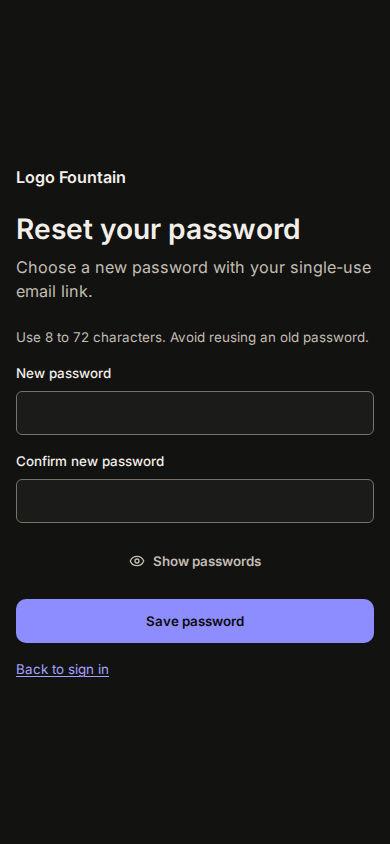 Logo Fountain
Reset your password
Choose a new password with your single-use
email link.
Use 8 to 72 characters. Avoid reusing an old password.
New password
Confirm new password
Show passwords
Save password
Back to sign in